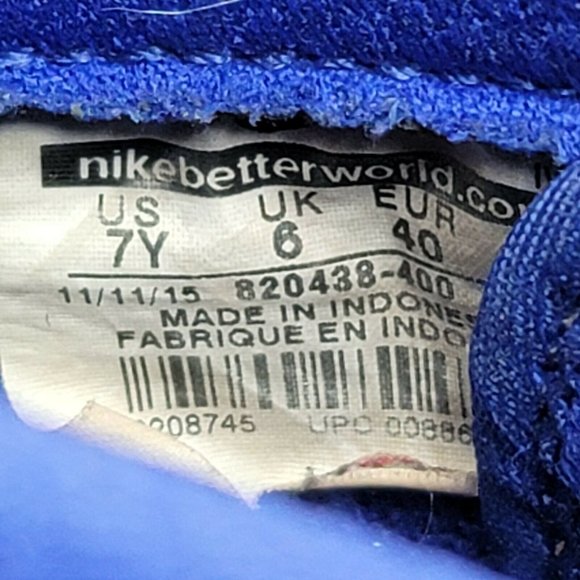 nikebetterworld.co
US UK EUR
7Y 6 40
11/11/15 820438-400
MADE IN INDONES
FABRIQUE EN INDO
208745 UPC 00886